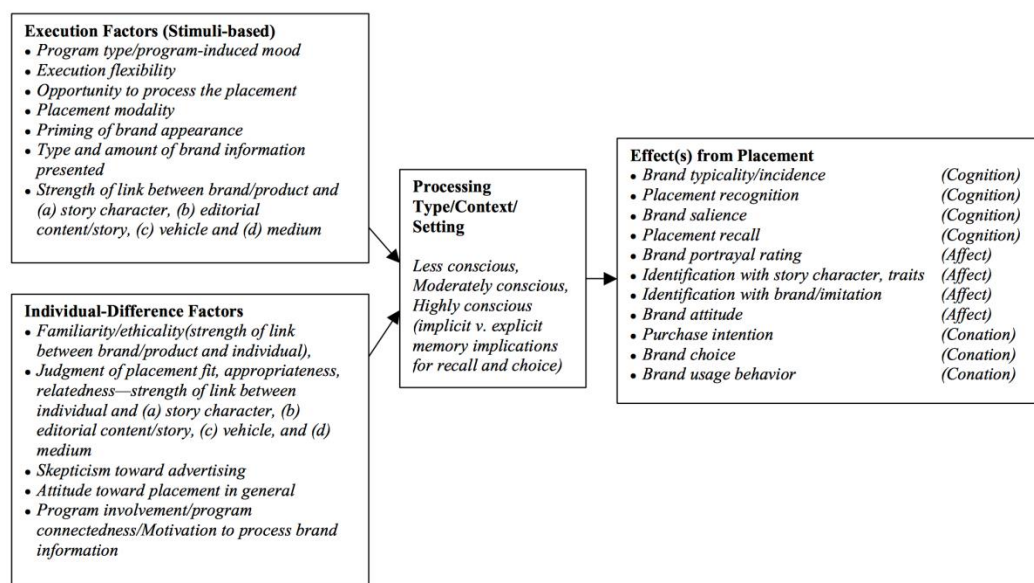 Execution Factors (Stimuli-based)
• Program type/program-induced mood
• Execution flexibility
• Opportunity to process the placement
• Placement modality
• Priming of brand appearance
• Type and amount of brand information
presented
• Strength of link between brand/product and
(a) story character, (b) editorial
content/story, (c) vehicle and (d) medium
Individual-Difference Factors
• Familiarity/ethicality(strength of link
between brand/product and individual),
• Judgment of placement fit, appropriateness,
relatedness—strength of link between
individual and (a) story character, (b)
editorial content/story, (c) vehicle, and (d)
medium
• Skepticism toward advertising
• Attitude toward placement in general
• Program involvement/program
connectedness/Motivation to process brand
information
Processing
Type/Context/
Setting
Less conscious,
Moderately conscious,
Highly conscious
(implicit v. explicit
memory implications
for recall and choice)
Effect(s) from Placement
• Brand typicality/incidence (Cognition)
• Placement recognition (Cognition)
• Brand salience (Cognition)
• Placement recall (Cognition)
• Brand portrayal rating (Affect)
• Identification with story character, traits (Affect)
• Identification with brand/imitation (Affect)
• Brand attitude (Affect)
• Purchase intention (Conation)
• Brand choice (Conation)
• Brand usage behavior (Conation)